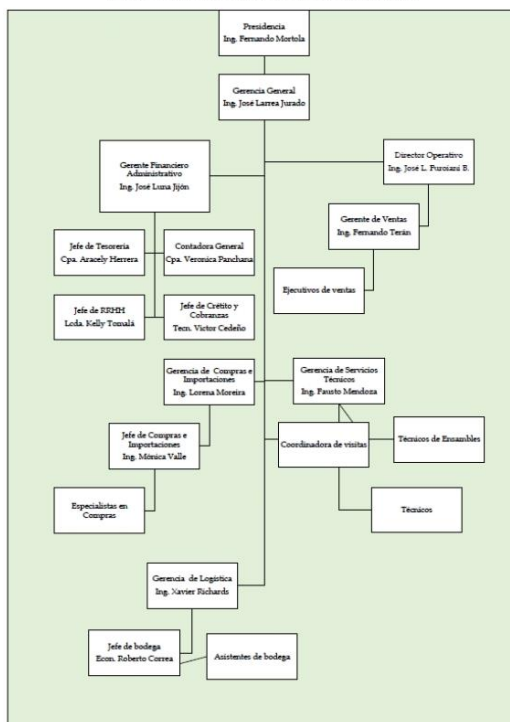 Presidencia
Ing. Fernando Mortola
Gerencia General
Ing. José Larrea Jurado
Gerente Financiero
Administrativo
Ing. José Luna Jijón
Director Operativo
Ing. José L. Furoiani B.
Gerente de Ventas
Ing. Fernando Terán
Ejecutivos de ventas
Jefe de Tesorería
Cpa. Aracely Herrera
Contadora General
Cpa. Veronica Panchana
Jefe de RRHH
Lcda. Kelly Tomalá
Jefe de Crétito y
Cobranzas
Tecn. Victor Cedeño
Gerencia de Compras e
Importaciones
Ing. Lorena Moreira
Gerencia de Servicios
Técnicos
Ing. Fausto Mendoza
Jefe de Compras e
Importaciones
Ing. Mónica Valle
Coordinadora de visitas
Técnicos de Ensambles
Especialistas en
Compras
Técnicos
Gerencia de Logística
Ing. Xavier Richards
Jefe de bodega
Econ. Roberto Correa
Asistentes de bodega